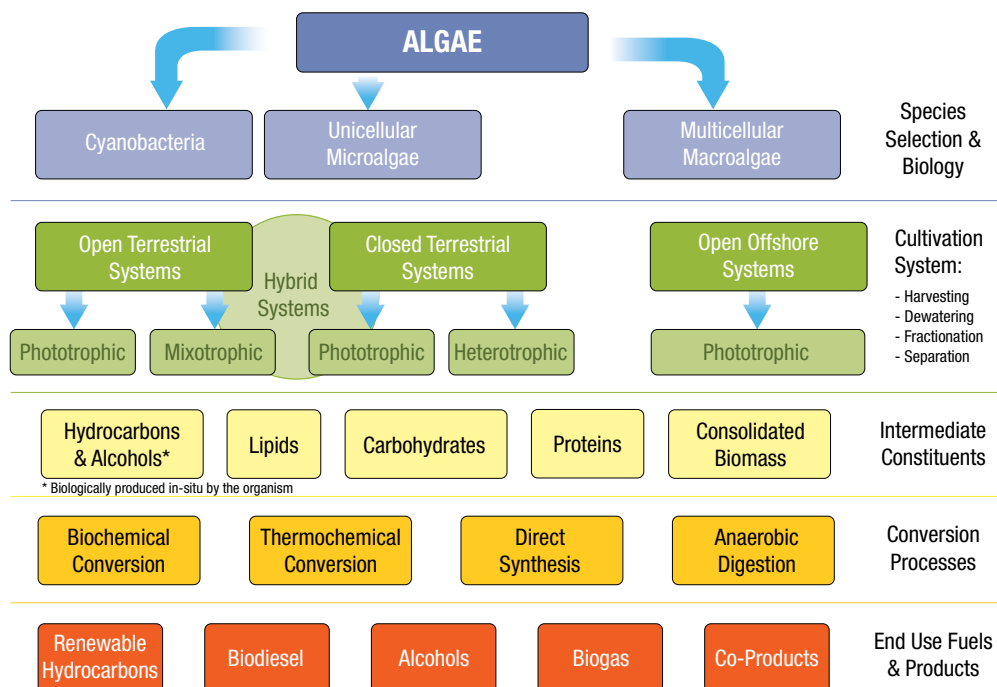 ALGAE
Cyanobacteria
Unicellular
Microalgae
Multicellular
Macroalgae
Species
Selection &
Biology
Open Terrestrial
Systems
Hybrid
Systems
Closed Terrestrial
Systems
Open Offshore
Systems
Cultivation
System:
- Harvesting
- Dewatering
- Fractionation
- Separation
Phototrophic
Mixotrophic
Phototrophic
Heterotrophic
Phototrophic
Hydrocarbons
& Alcohols*
Lipids
Carbohydrates
Proteins
Consolidated
Biomass
Intermediate
Constituents
* Biologically produced in-situ by the organism
Biochemical
Conversion
Thermochemical
Conversion
Direct
Synthesis
Anaerobic
Digestion
Conversion
Processes
Renewable
Hydrocarbons
Biodiesel
Alcohols
Biogas
Co-Products
End Use Fuels
& Products